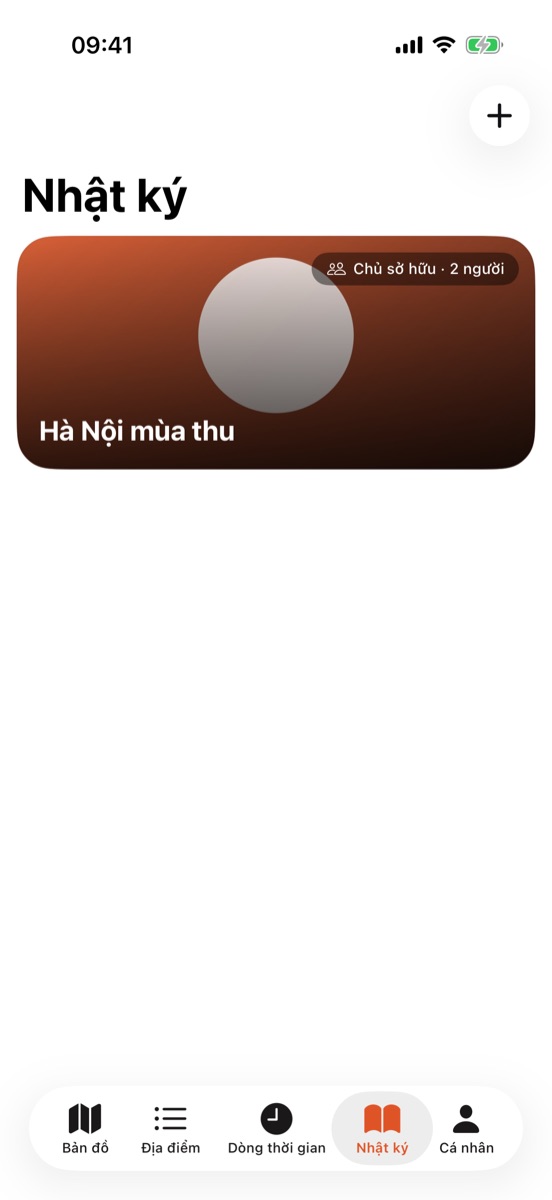 09:41
Nhật ký
Chủ sở hữu · 2 người
Hà Nội mùa thu
Bản đồ
Địa điểm
Dòng thời gian
Nhật ký
Cá nhân